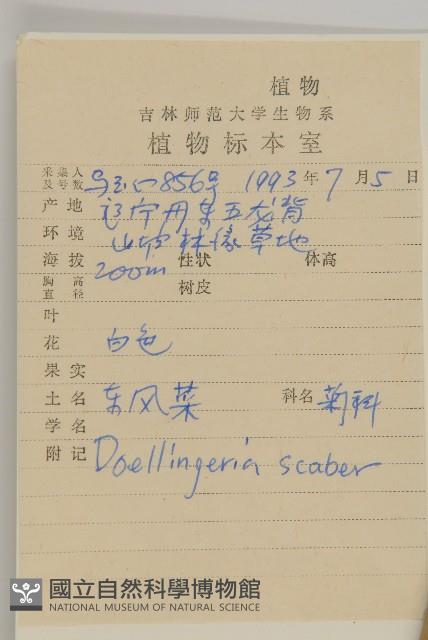 植物
吉林师范大学生物系
植物标本室
采集人及号数 856号 1993年7月5日
产地 辽宁丹东五龙背
环境 山坡林缘草地
海拔 200m 性状 体高
胸高直径 树皮
叶
花 白色
果实
土名 东风菜 科名 菊科
学名
附记 Doellingeria scaber
國立自然科學博物館
NATIONAL MUSEUM OF NATURAL SCIENCE